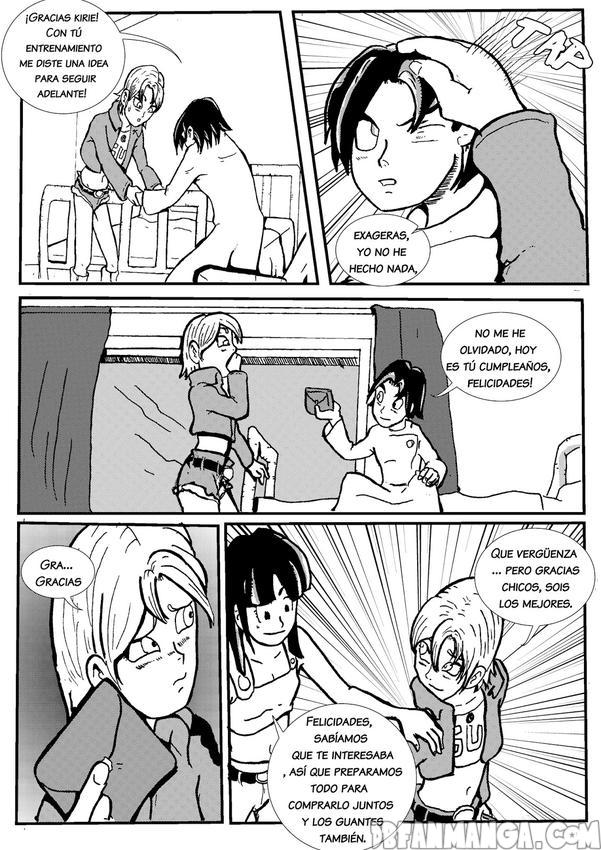 ¡GRACIAS KIRIE!
CON TÚ
ENTRENAMIENTO
ME DISTE UNA IDEA
PARA SEGUIR
ADELANTE!
TAP
EXAGERAS,
YO NO HE
HECHO NADA,
NO ME HE
OLVIDADO, HOY
ES TÚ CUMPLEAÑOS,
FELICIDADES!
GRA...
GRACIAS
QUE VERGÜENZA
... PERO GRACIAS
CHICOS, SOIS
LOS MEJORES.
FELICIDADES,
SABÍAMOS
QUE TE INTERESABA
, ASÍ QUE PREPARAMOS
TODO PARA
COMPRARLO JUNTOS
Y LOS GUANTES
TAMBIÉN.
SU
DBFANMANGA.COM